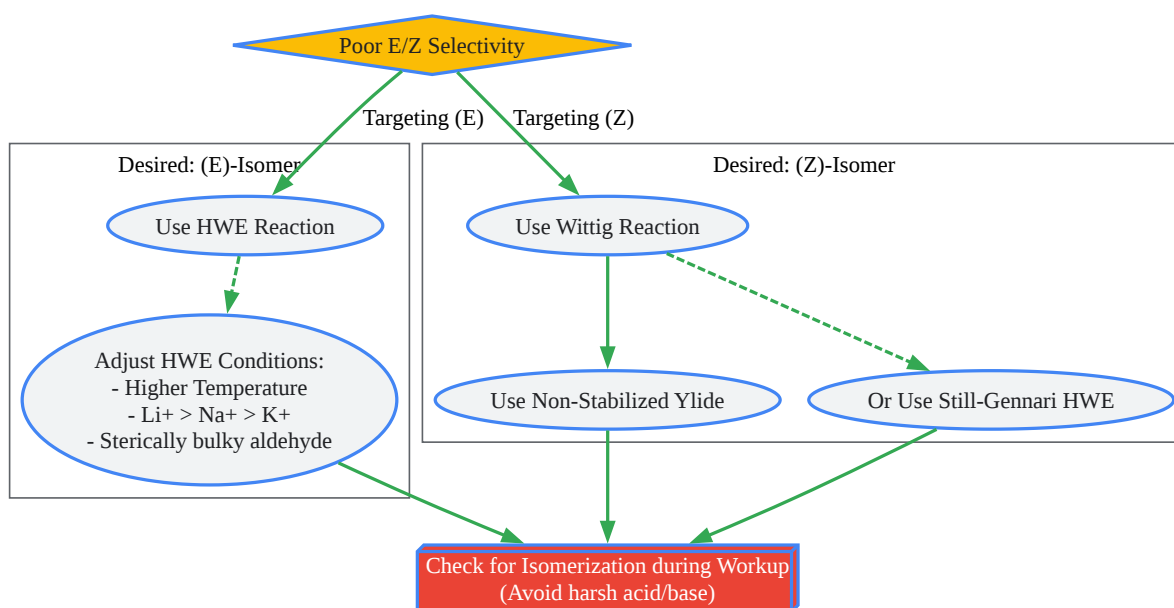 Poor E/Z Selectivity
Targeting (E)
Targeting (Z)
Desired: (E)-Isomer
Desired: (Z)-Isomer
Use HWE Reaction
Use Wittig Reaction
Adjust HWE Conditions:
- Higher Temperature
- Li+ > Na+ > K+
- Sterically bulky aldehyde
Use Non-Stabilized Ylide
Or Use Still-Gennari HWE
Check for Isomerization during Workup
(Avoid harsh acid/base)